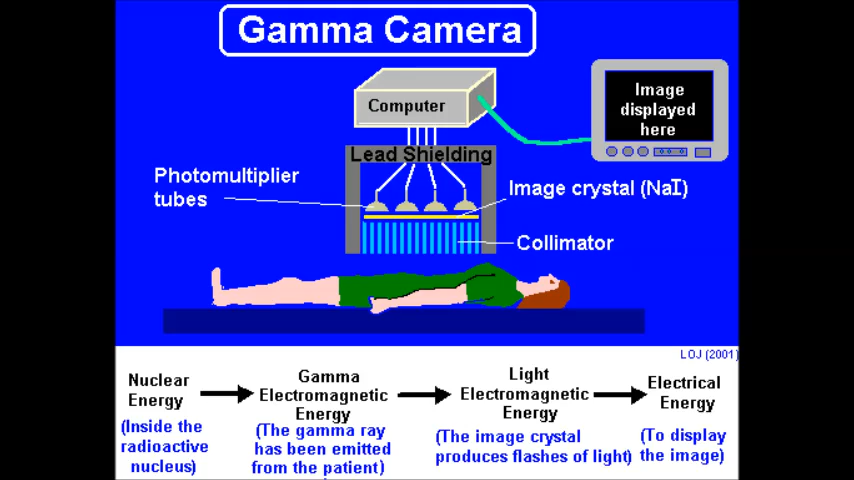 Gamma Camera
Computer
Image
displayed
here
Lead Shielding
Photomultiplier
tubes
Image crystal (NaI)
Collimator
LOJ (2001)
Nuclear
Energy
(Inside the
radioactive
nucleus)
Gamma
Electromagnetic
Energy
(The gamma ray
has been emitted
from the patient)
Light
Electromagnetic
Energy
(The image crystal
produces flashes of light)
Electrical
Energy
(To display
the image)